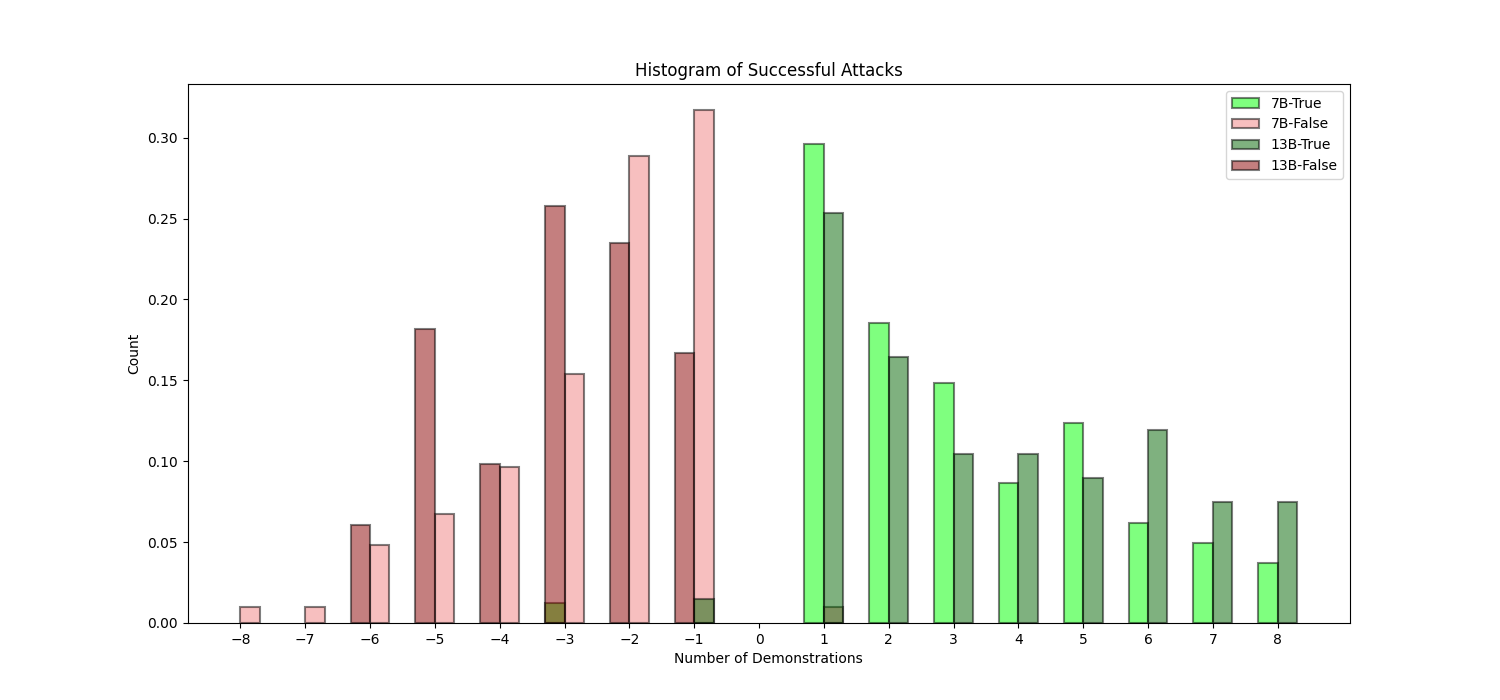 Histogram of Successful Attacks
7B-True
7B-False
13B-True
13B-False
0.30
0.25
0.20
0.15
0.10
0.05
0.00
Count
−8 −7 −6 −5 −4 −3 −2 −1 0 1 2 3 4 5 6 7 8
Number of Demonstrations